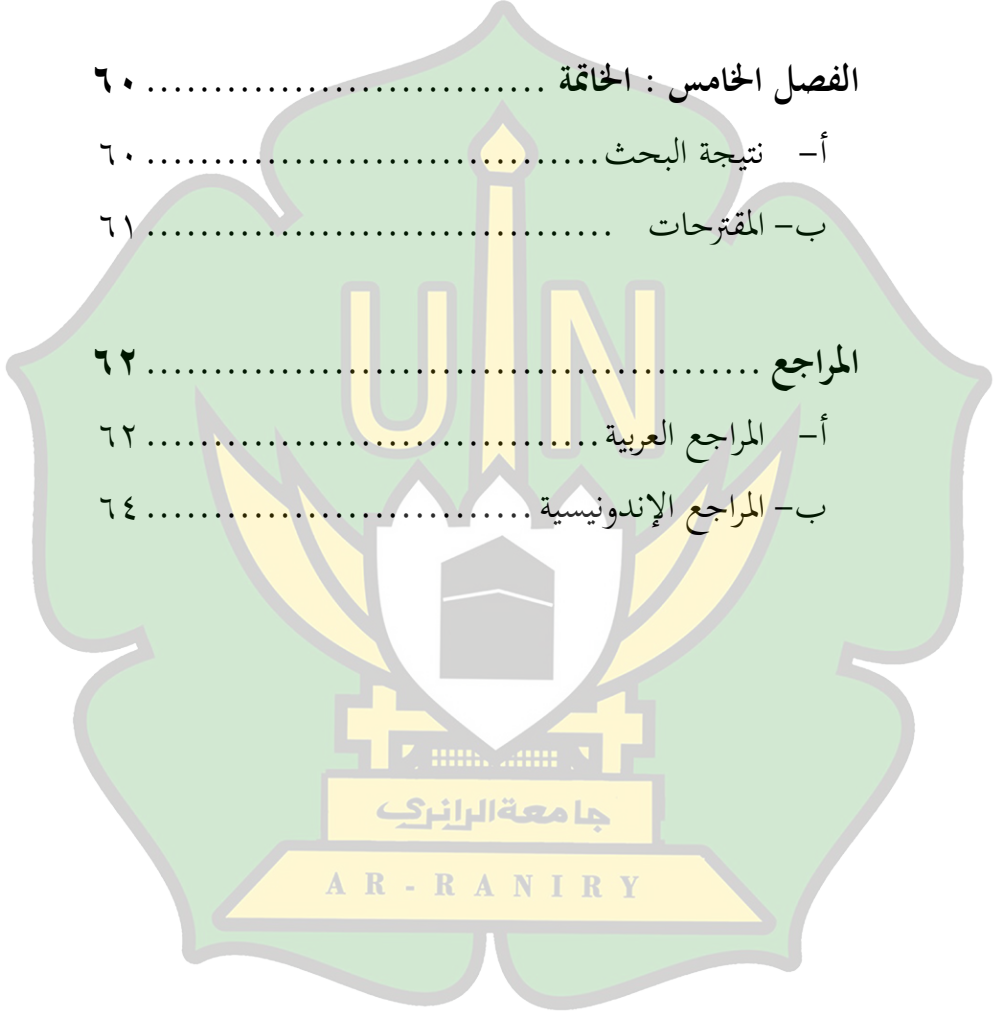 الفصل الخامس : الخاتمة .............................. ٦٠
أ- نتيجة البحث .................................. ٦٠
ب- المقترحات ................................... ٦١
المراجع .............................................. ٦٢
أ- المراجع العربية .................................. ٦٢
ب- المراجع الإندونيسية ............................. ٦٤
UIN
جامعة الرانري
AR-RANIRY